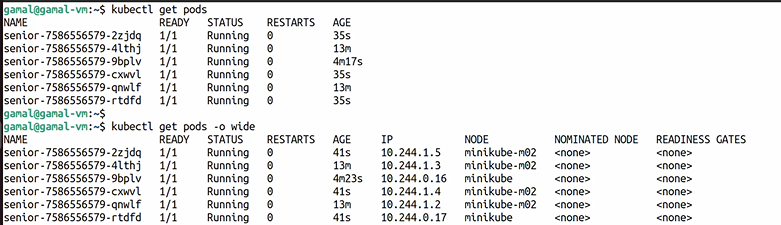 gamal@gamal-vm:~$ kubectl get pods
NAME READY STATUS RESTARTS AGE
senior-7586556579-2zjdq 1/1 Running 0 35s
senior-7586556579-4lthj 1/1 Running 0 13m
senior-7586556579-9bplv 1/1 Running 0 4m17s
senior-7586556579-cxwvl 1/1 Running 0 35s
senior-7586556579-qnwlf 1/1 Running 0 13m
senior-7586556579-rtdfd 1/1 Running 0 35s
gamal@gamal-vm:~$
gamal@gamal-vm:~$ kubectl get pods -o wide
NAME READY STATUS RESTARTS AGE IP NODE NOMINATED NODE READINESS GATES
senior-7586556579-2zjdq 1/1 Running 0 41s 10.244.1.5 minikube-m02 <none> <none>
senior-7586556579-4lthj 1/1 Running 0 13m 10.244.1.3 minikube-m02 <none> <none>
senior-7586556579-9bplv 1/1 Running 0 4m23s 10.244.0.16 minikube <none> <none>
senior-7586556579-cxwvl 1/1 Running 0 41s 10.244.1.4 minikube-m02 <none> <none>
senior-7586556579-qnwlf 1/1 Running 0 13m 10.244.1.2 minikube-m02 <none> <none>
senior-7586556579-rtdfd 1/1 Running 0 41s 10.244.0.17 minikube <none> <none>